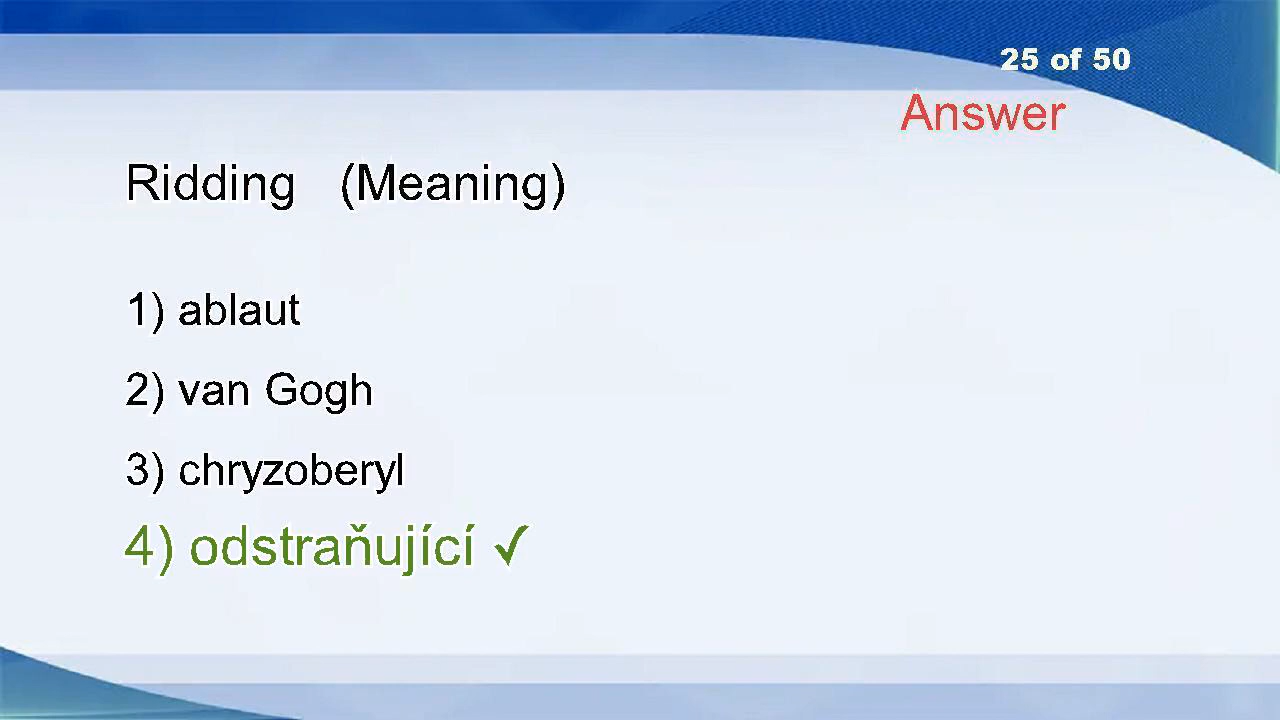 25 of 50
Answer
Ridding (Meaning)
1) ablaut
2) van Gogh
3) chryzoberyl
4) odstraňující ✓